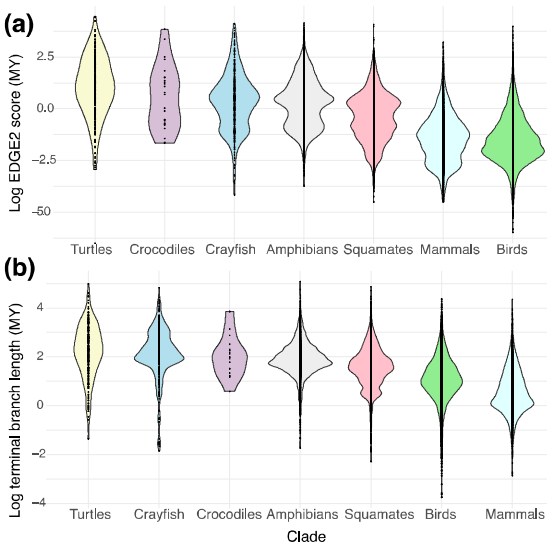 (a)
Log EDGE2 score (MY)
2.5
0.0
−2.5
−50
Turtles Crocodiles Crayfish Amphibians Squamates Mammals Birds
(b)
Log terminal branch length (MY)
4
2
0
−2
−4
Turtles Crayfish Crocodiles Amphibians Squamates Birds Mammals
Clade